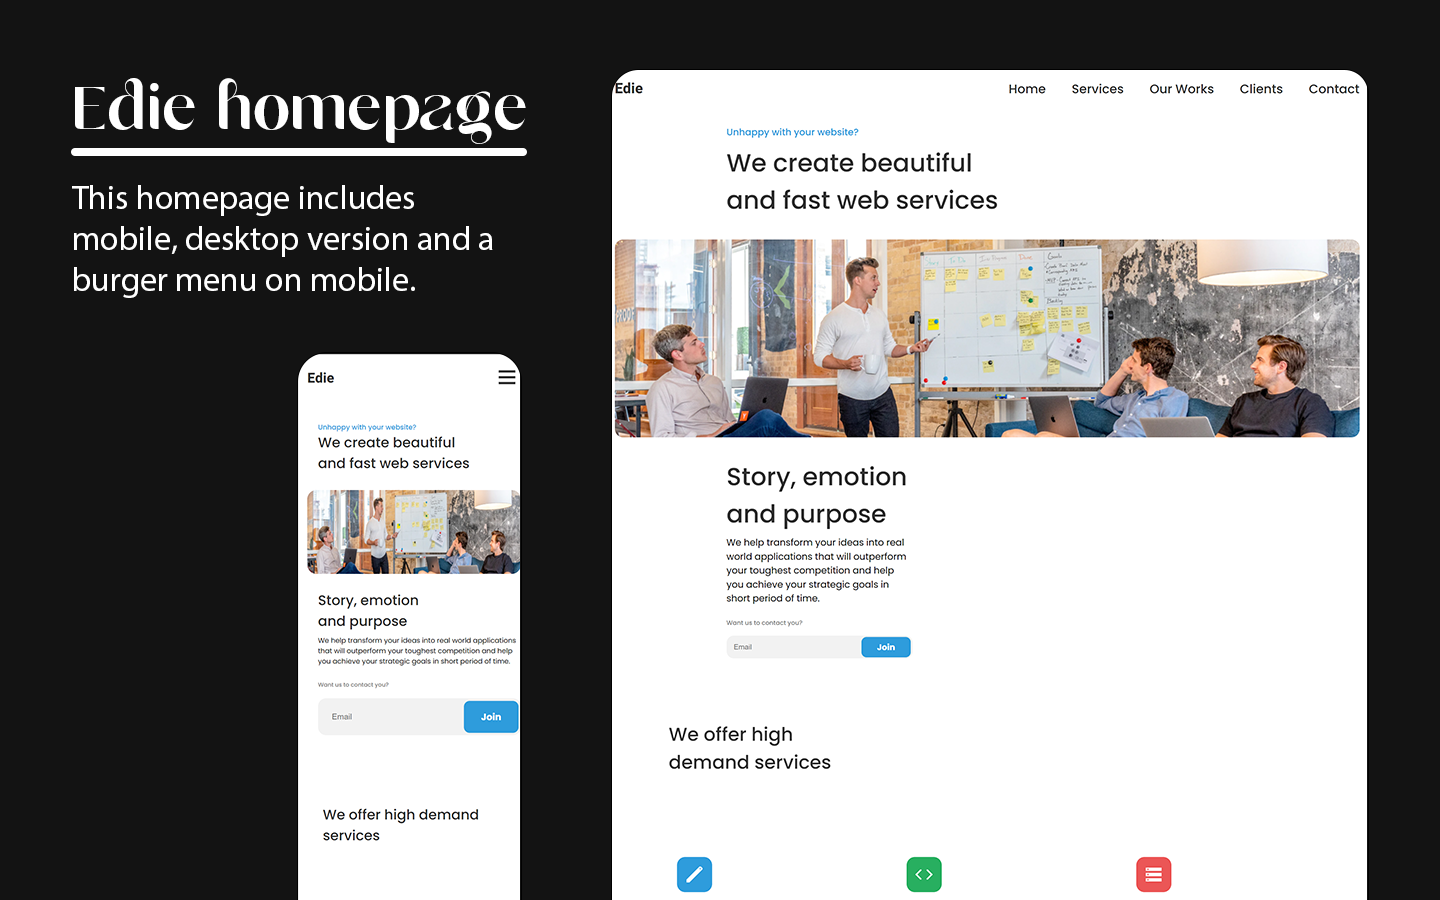 Edie homepage
This homepage includes
mobile, desktop version and a
burger menu on mobile.
Edie
Unhappy with your website?
We create beautiful
and fast web services
Story, emotion
and purpose
We help transform your ideas into real world applications
that will outperform your toughest competition and help
you achieve your strategic goals in short period of time.
Want us to contact you?
Email
Join
We offer high demand
services
Edie
Home
Services
Our Works
Clients
Contact
Unhappy with your website?
We create beautiful
and fast web services
Story, emotion
and purpose
We help transform your ideas into real
world applications that will outperform
your toughest competition and help
you achieve your strategic goals in
short period of time.
Want us to contact you?
Email
Join
We offer high
demand services